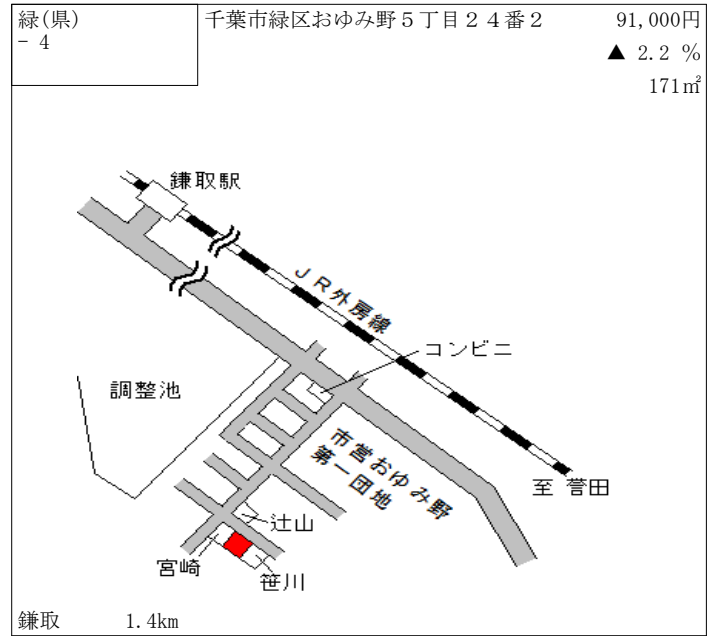 緑(県)
－ 4
千葉市緑区おゆみ野５丁目２４番２
91,000円
▲ 2.2 %
171㎡
鎌取駅
ＪＲ外房線
コンビニ
調整池
市営おゆみ野
第一団地
至 誉田
辻山
宮崎
笹川
鎌取 1.4km